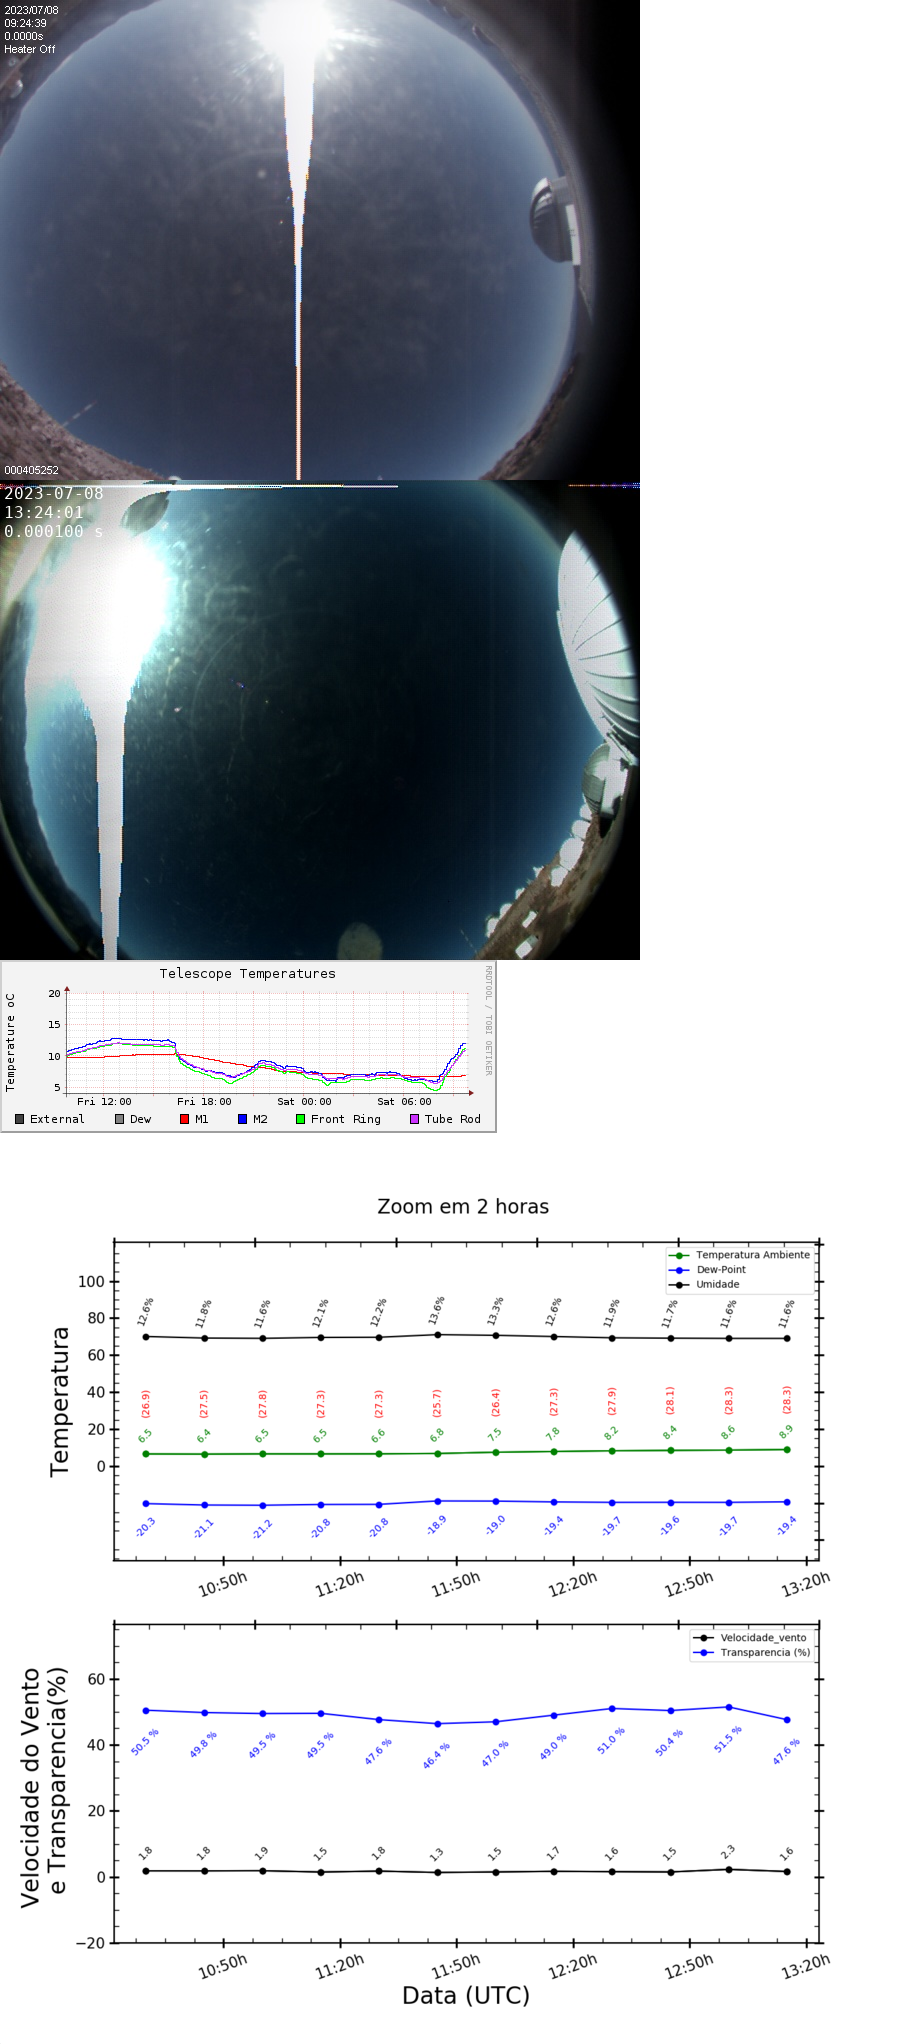 2023/07/08
09:24:39
0.0000s
Heater Off
000405252
2023-07-08
13:24:01
0.000100 s
Telescope Temperatures
RRDTOOL / TOBI OETIKER
Temperature oC
20
15
10
5
Fri 12:00 Fri 18:00 Sat 00:00 Sat 06:00
External Dew M1 M2 Front Ring Tube Rod
Zoom em 2 horas
Temperatura
Temperatura Ambiente
Dew-Point
Umidade
100
80
60
40
20
0
12.6% 11.8% 11.6% 12.1% 12.2% 13.6% 13.3% 12.6% 11.9% 11.7% 11.6% 11.6%
(26.9) (27.5) (27.8) (27.3) (27.3) (25.7) (26.4) (27.3) (27.9) (28.1) (28.3) (28.3)
6.5 6.4 6.5 6.5 6.6 6.8 7.5 7.8 8.2 8.4 8.6 8.9
-20.3 -21.1 -21.2 -20.8 -20.8 -18.9 -19.0 -19.4 -19.7 -19.6 -19.7 -19.4
10:50h 11:20h 11:50h 12:20h 12:50h 13:20h
Velocidade do Vento
e Transparencia(%)
Velocidade_vento
Transparencia (%)
60
40
20
0
−20
50.5 % 49.8 % 49.5 % 49.5 % 47.6 % 46.4 % 47.0 % 49.0 % 51.0 % 50.4 % 51.5 % 47.6 %
1.8 1.8 1.9 1.5 1.8 1.3 1.5 1.7 1.6 1.5 2.3 1.6
10:50h 11:20h 11:50h 12:20h 12:50h 13:20h
Data (UTC)